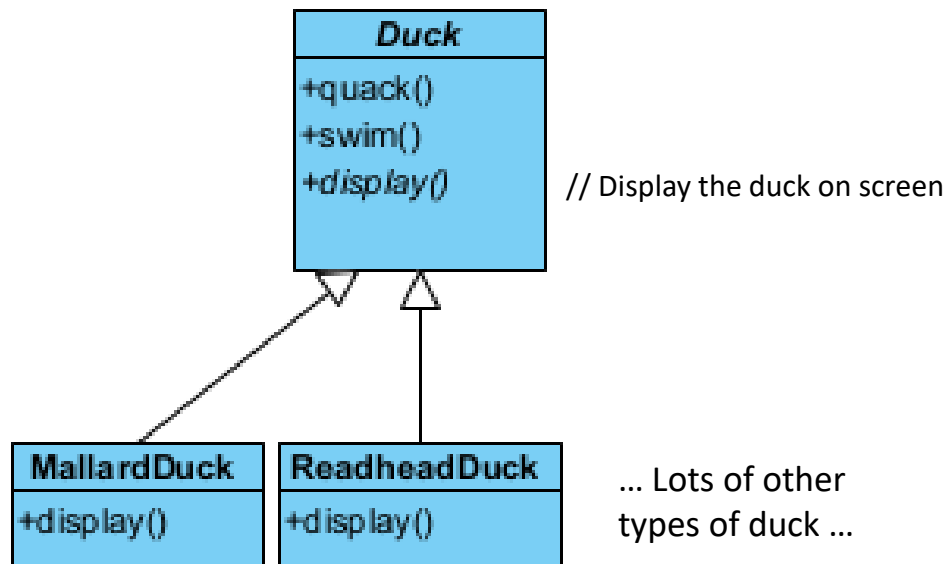 Duck
+quack()
+swim()
+display()
// Display the duck on screen
MallardDuck
+display()
ReadheadDuck
+display()
... Lots of other
types of duck ...